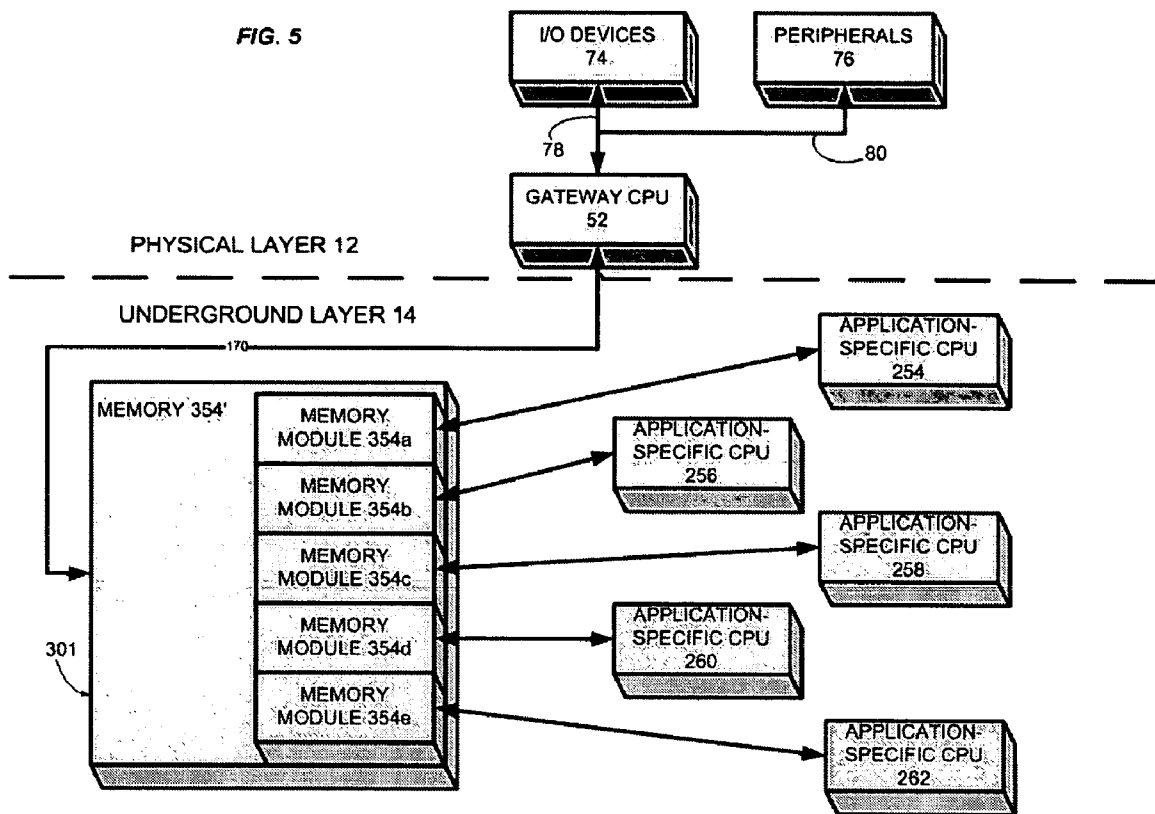 FIG. 5
I/O DEVICES
74
PERIPHERALS
76
78
80
GATEWAY CPU
52
PHYSICAL LAYER 12
UNDERGROUND LAYER 14
170
MEMORY 354'
MEMORY
MODULE 354a
MEMORY
MODULE 354b
MEMORY
MODULE 354c
MEMORY
MODULE 354d
MEMORY
MODULE 354e
301
APPLICATION-
SPECIFIC CPU
254
APPLICATION-
SPECIFIC CPU
256
APPLICATION-
SPECIFIC CPU
258
APPLICATION-
SPECIFIC CPU
260
APPLICATION-
SPECIFIC CPU
262